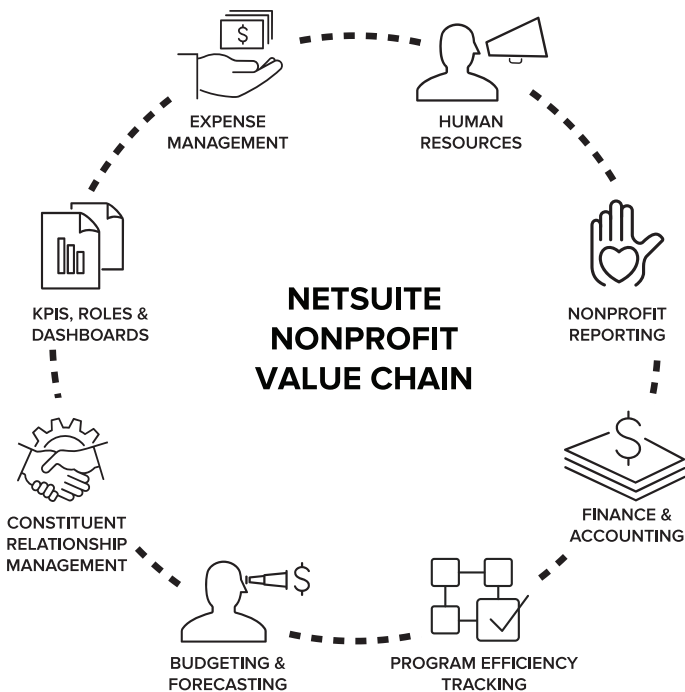 EXPENSE
MANAGEMENT
HUMAN
RESOURCES
KPIS, ROLES &
DASHBOARDS
NETSUITE
NONPROFIT
VALUE CHAIN
NONPROFIT
REPORTING
CONSTITUENT
RELATIONSHIP
MANAGEMENT
FINANCE &
ACCOUNTING
BUDGETING &
FORECASTING
PROGRAM EFFICIENCY
TRACKING